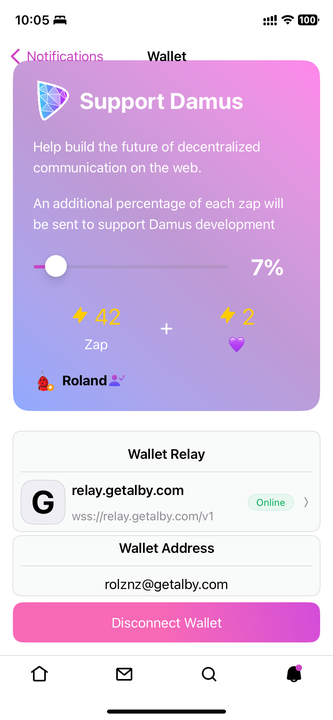 10:05
100
Notifications
Wallet
Support Damus
Help build the future of decentralized
communication on the web.
An additional percentage of each zap will
be sent to support Damus development
7%
42 + 2
Zap
Roland
Wallet Relay
G
relay.getalby.com
Online
wss://relay.getalby.com/v1
Wallet Address
rolznz@getalby.com
Disconnect Wallet